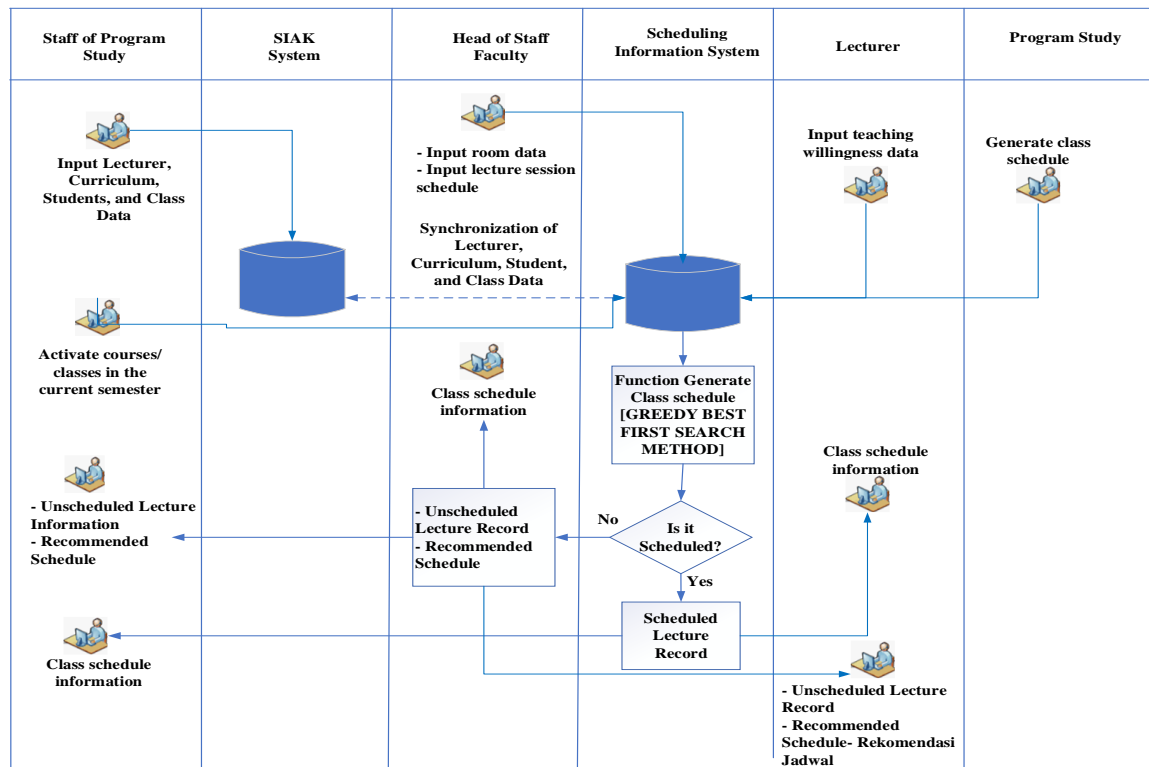 Staff of Program
Study
SIAK
System
Head of Staff
Faculty
Scheduling
Information System
Lecturer
Program Study
Input Lecturer,
Curriculum,
Students, and Class
Data
- Input room data
- Input lecture session
schedule
Input teaching
willingness data
Generate class
schedule
Synchronization of
Lecturer,
Curriculum, Student,
and Class Data
Activate courses/
classes in the
current semester
Class schedule
information
Function Generate
Class schedule
[GREEDY BEST
FIRST SEARCH
METHOD]
Class schedule
information
- Unscheduled Lecture
Information
- Recommended
Schedule
- Unscheduled
Lecture Record
- Recommended
Schedule
No
Is it
Scheduled?
Yes
Scheduled
Lecture
Record
Class schedule
information
- Unscheduled Lecture
Record
- Recommended
Schedule- Rekomendasi
Jadwal